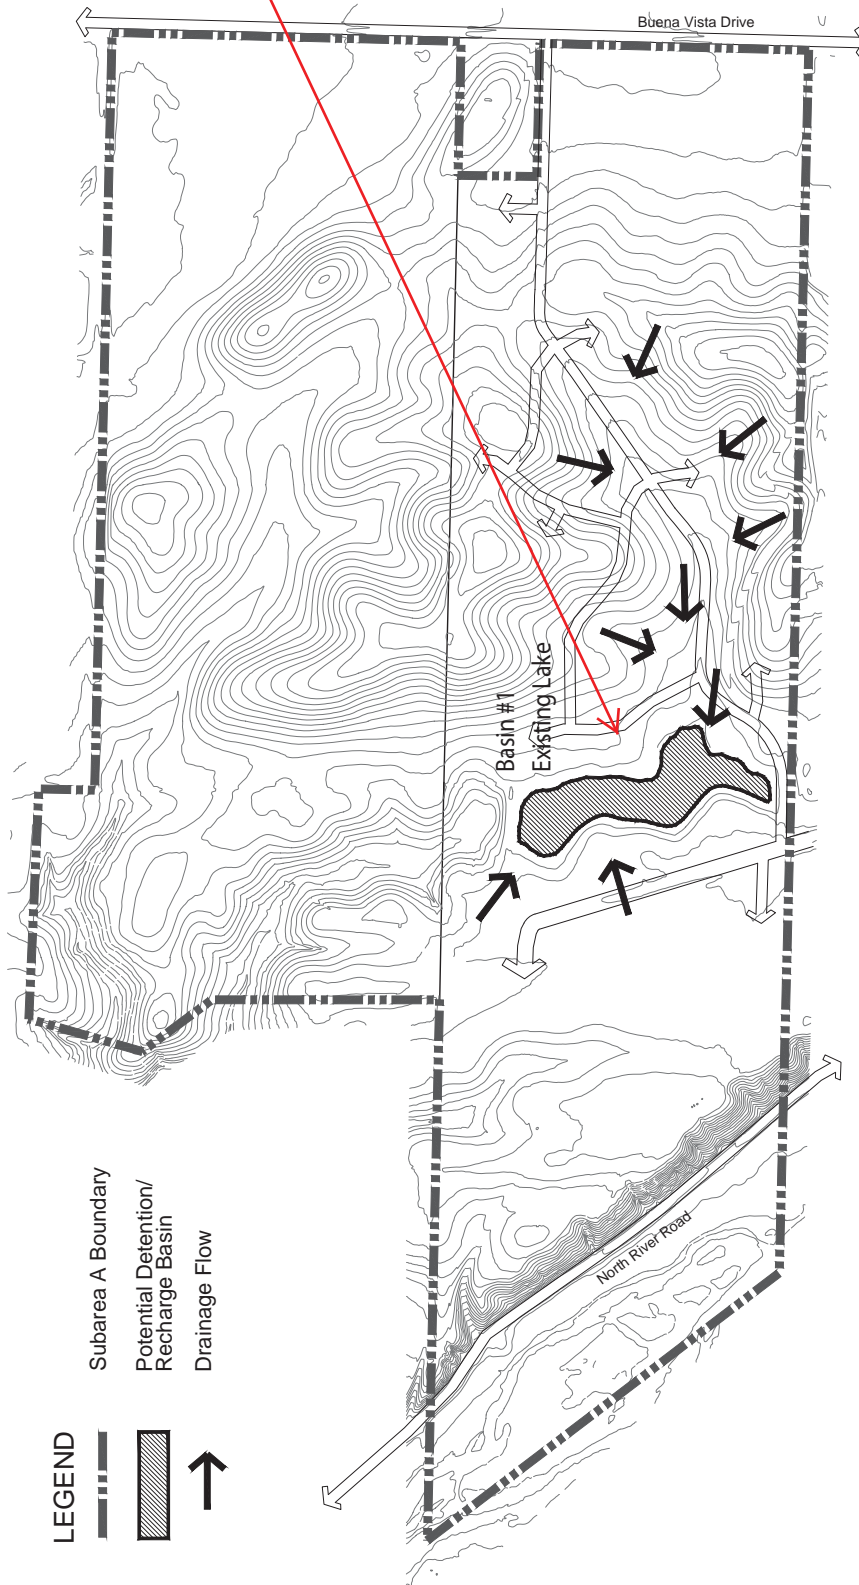 Buena Vista Drive
Basin #1
Existing Lake
North River Road
LEGEND
Subarea A Boundary
Potential Detention/
Recharge Basin
Drainage Flow